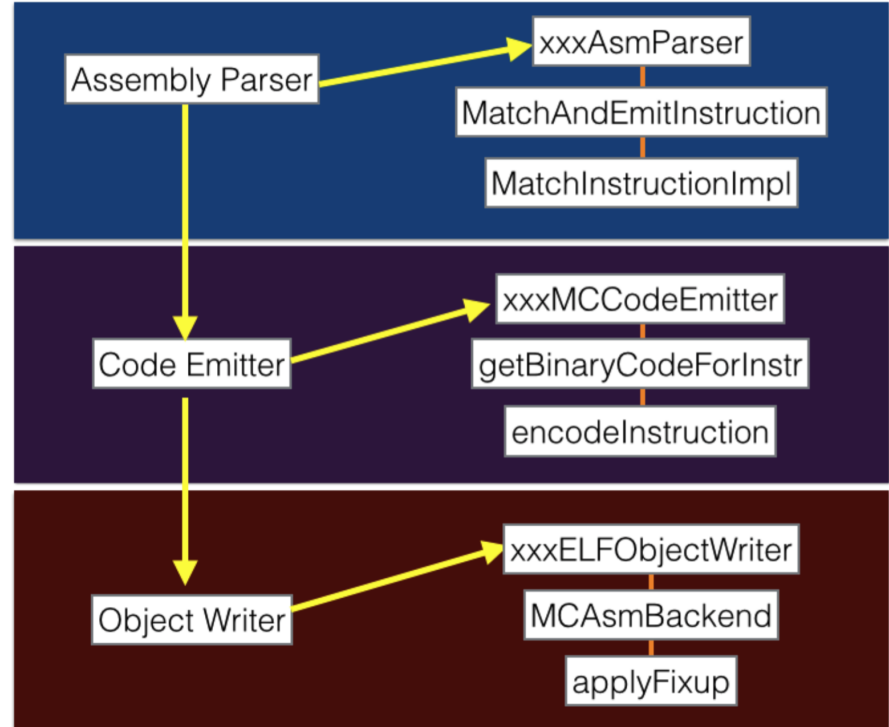 Assembly Parser
xxxAsmParser
MatchAndEmitInstruction
MatchInstructionImpl
Code Emitter
xxxMCCodeEmitter
getBinaryCodeForInstr
encodeInstruction
Object Writer
xxxELFObjectWriter
MCAsmBackend
applyFixup